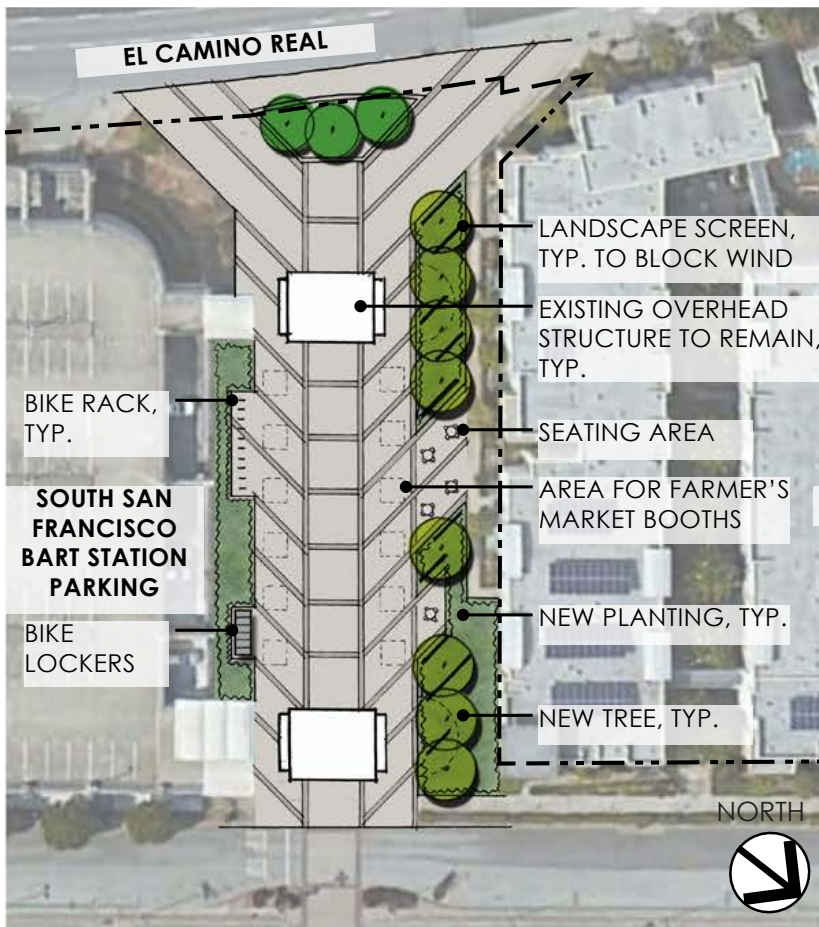 EL CAMINO REAL
LANDSCAPE SCREEN,
TYP. TO BLOCK WIND
EXISTING OVERHEAD
STRUCTURE TO REMAIN,
TYP.
BIKE RACK,
TYP.
SEATING AREA
AREA FOR FARMER'S
MARKET BOOTHS
SOUTH SAN
FRANCISCO
BART STATION
PARKING
BIKE
LOCKERS
NEW PLANTING, TYP.
NEW TREE, TYP.
NORTH